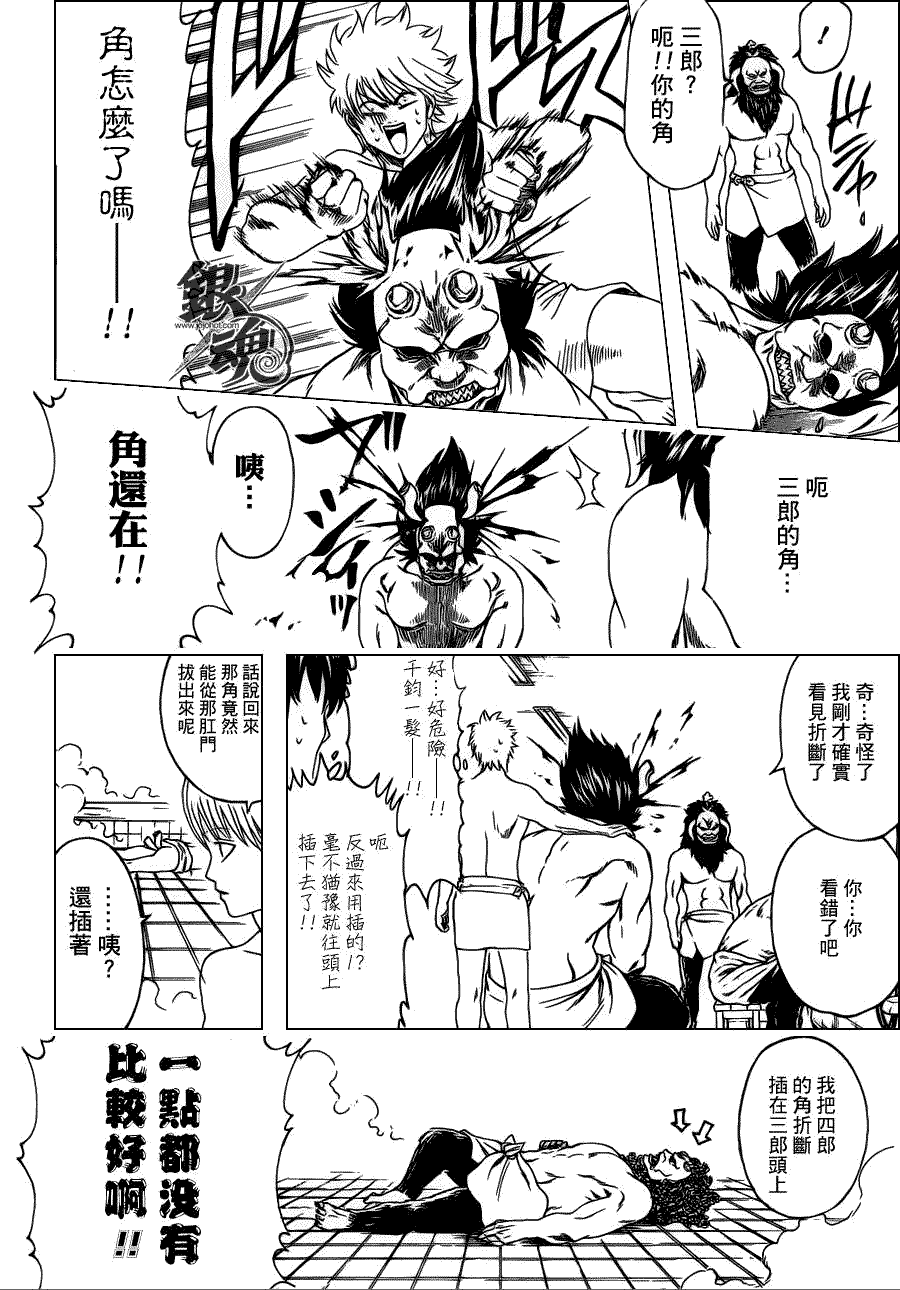 !
三郎?
呃!!你的角
角怎麼了嗎——!!
銀魂
www.jojohot.com
呃
三郎的角…
咦…
角還在!!
奇…奇怪了
我剛才確實
看見折斷了
你…你
看錯了吧
好…好危險——!!
千鈞一髮——!!
呃
反過來用插的!?
毫不猶豫就往頭上
插下去了!!
話說回來
那角竟然
能從那肛門
拔出來呢
……咦?
還插著
我把四郎
的角折斷
插在三郎頭上
一點都没有
比較好啊!!